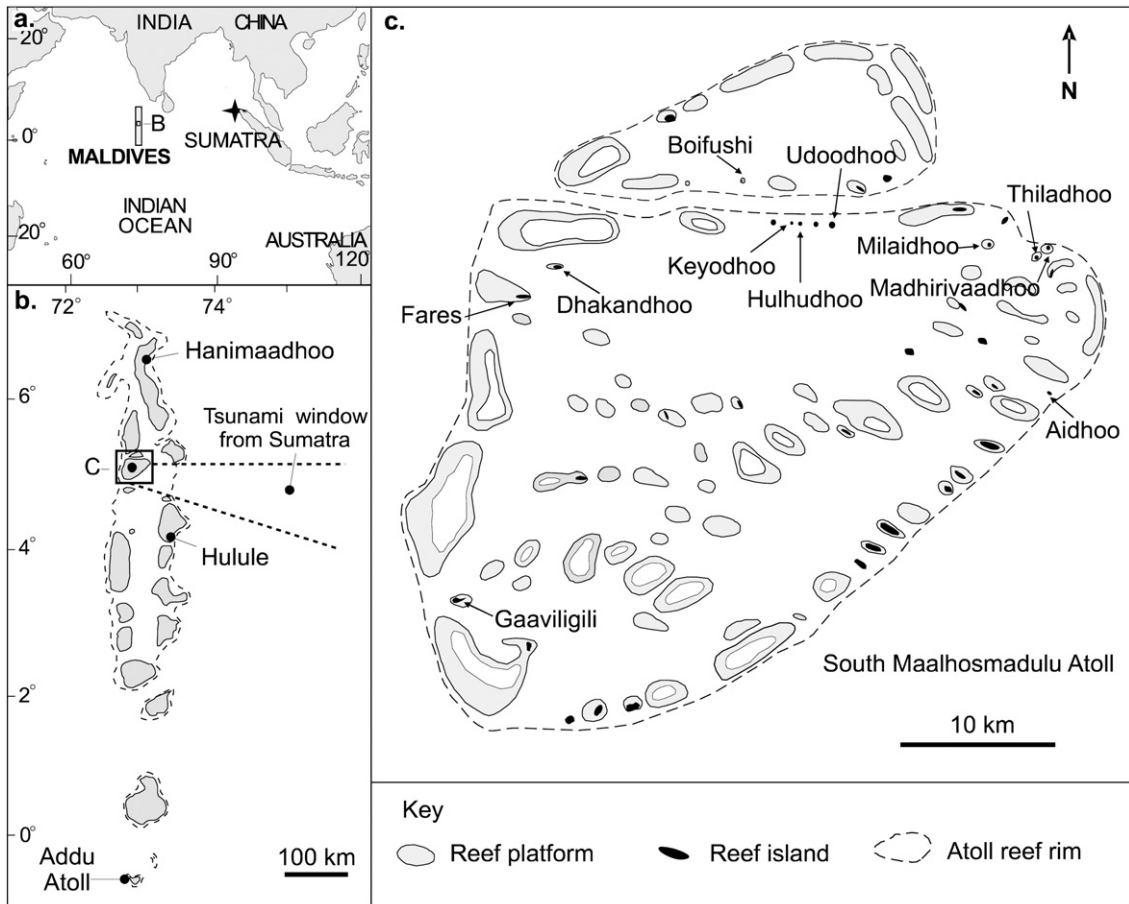 a.
INDIA
CHINA
20°
0°
20°
B
MALDIVES
SUMATRA
INDIAN
OCEAN
AUSTRALIA
60°
90°
120
b.
72°
74°
Hanimaadhoo
6°
Tsunami window
from Sumatra
C
Hulule
4°
2°
0°
Addu
Atoll
100 km
c.
N
Boifushi
Udoodhoo
Thiladhoo
Milaidhoo
Keyodhoo
Madhirivaadhoo
Hulhudhoo
Dhakandhoo
Fares
Aidhoo
Gaaviligili
South Maalhosmadulu Atoll
10 km
Key
Reef platform
Reef island
Atoll reef rim